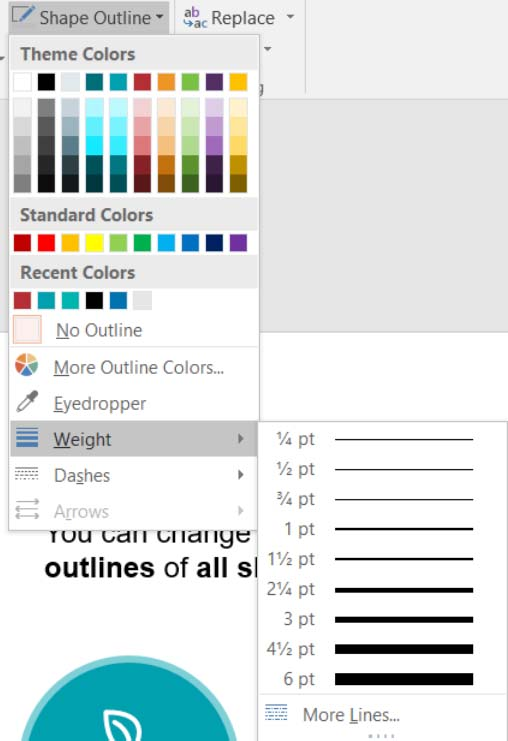 Shape Outline
Replace
Theme Colors
Standard Colors
Recent Colors
No Outline
More Outline Colors...
Eyedropper
Weight
Dashes
Arrows
¼ pt
½ pt
¾ pt
1 pt
1½ pt
2¼ pt
3 pt
4½ pt
6 pt
More Lines...
You can change
outlines of all